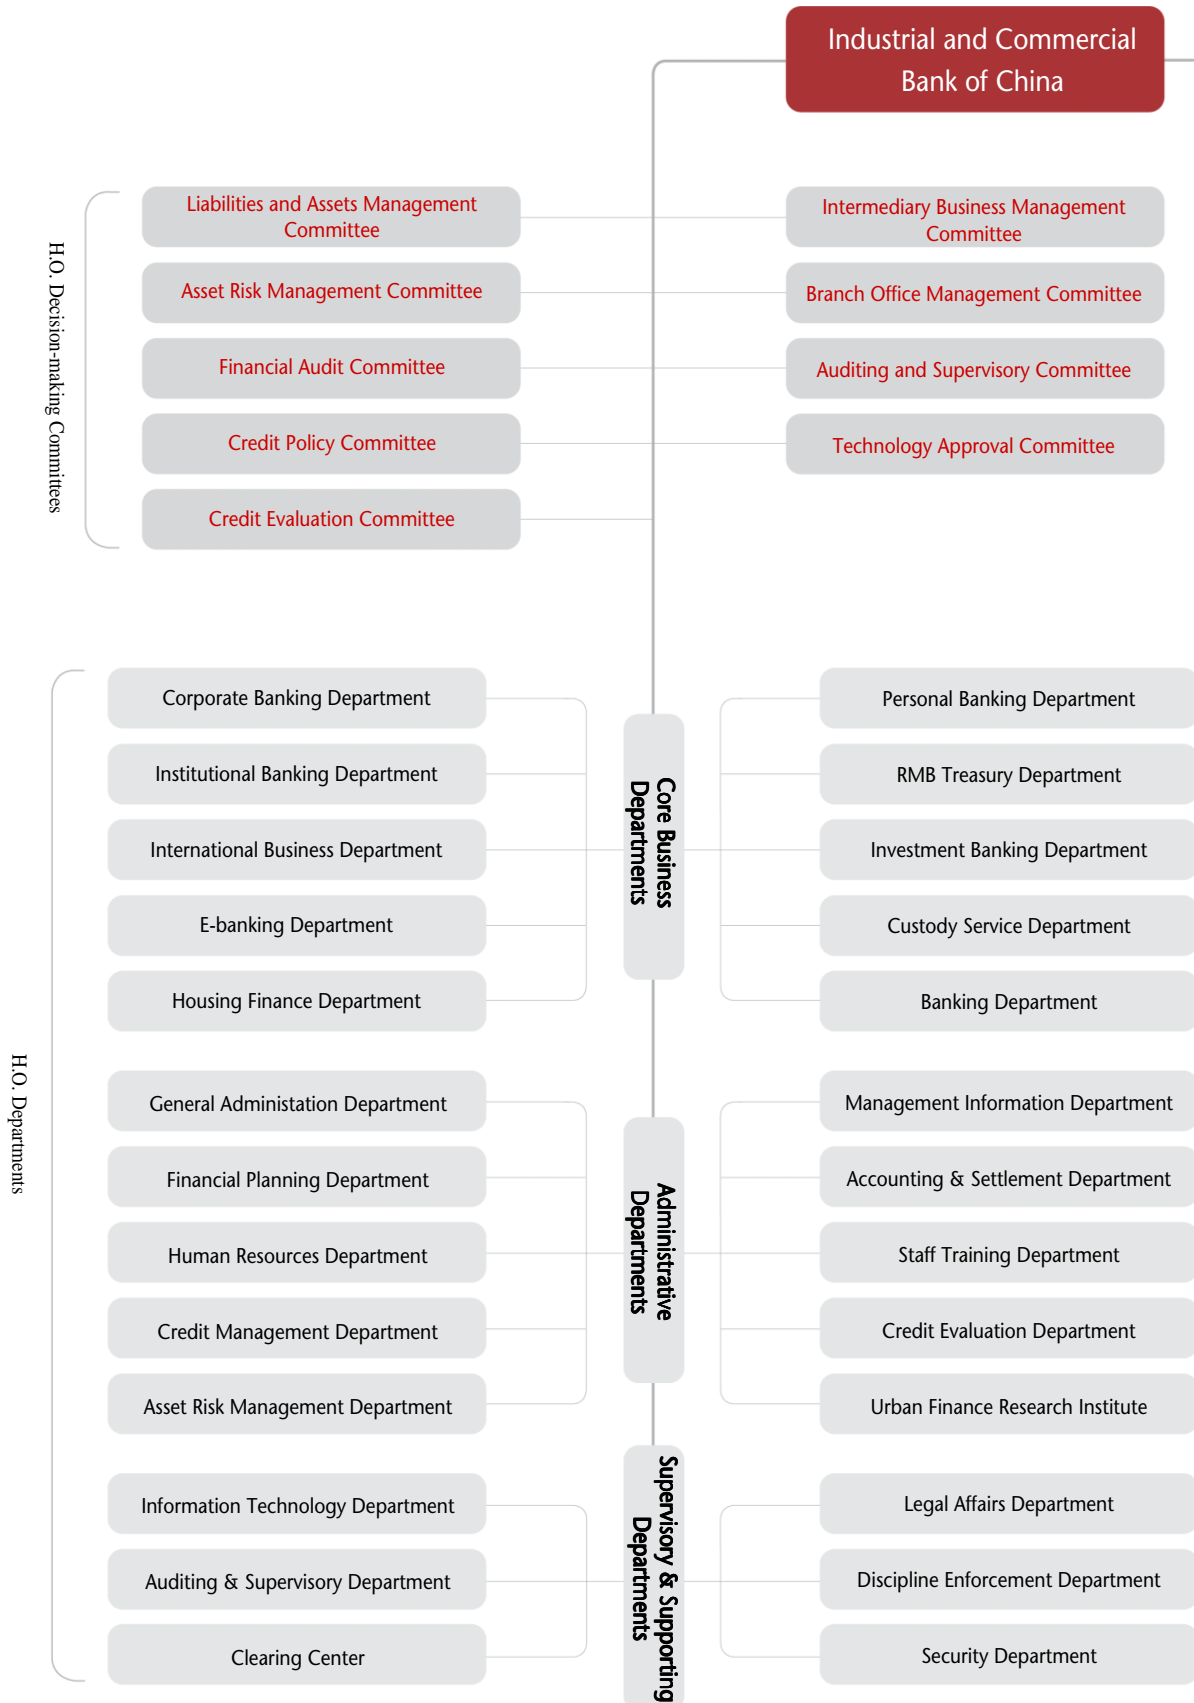 Industrial and Commercial
Bank of China
H.O. Decision-making Committees
Liabilities and Assets Management
Committee
Intermediary Business Management
Committee
Asset Risk Management Committee
Branch Office Management Committee
Financial Audit Committee
Auditing and Supervisory Committee
Credit Policy Committee
Technology Approval Committee
Credit Evaluation Committee
H.O. Departments
Core Business
Departments
Corporate Banking Department
Personal Banking Department
Institutional Banking Department
RMB Treasury Department
International Business Department
Investment Banking Department
E-banking Department
Custody Service Department
Housing Finance Department
Banking Department
Administrative
Departments
General Administation Department
Management Information Department
Financial Planning Department
Accounting & Settlement Department
Human Resources Department
Staff Training Department
Credit Management Department
Credit Evaluation Department
Asset Risk Management Department
Urban Finance Research Institute
Supervisory & Supporting
Departments
Information Technology Department
Legal Affairs Department
Auditing & Supervisory Department
Discipline Enforcement Department
Clearing Center
Security Department